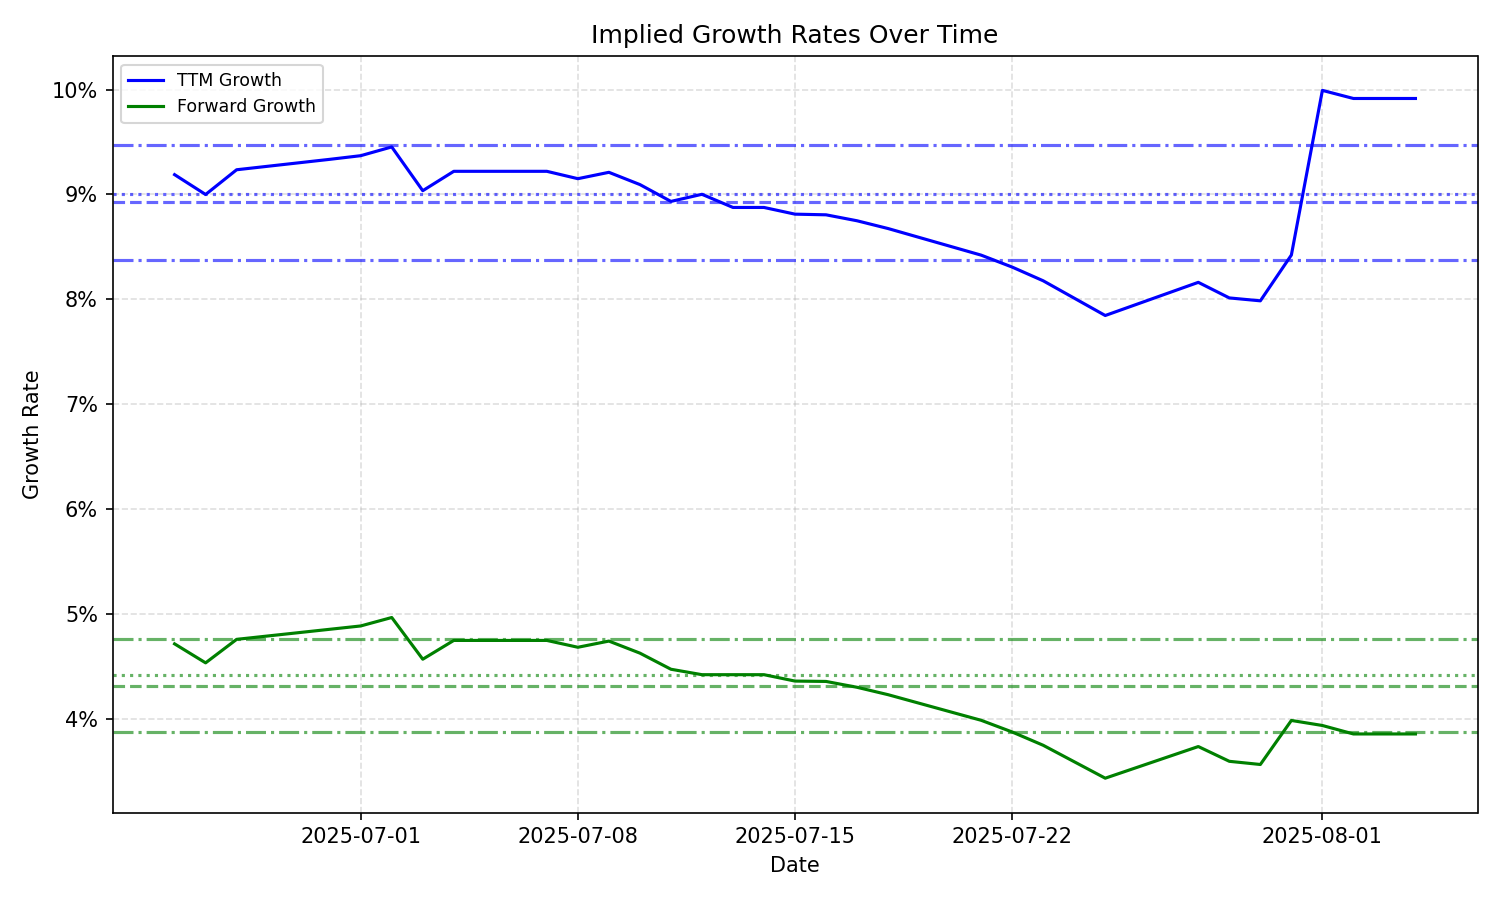 Implied Growth Rates Over Time
TTM Growth
Forward Growth
10%
9%
8%
7%
6%
5%
4%
Growth Rate
2025-07-01
2025-07-08
2025-07-15
2025-07-22
2025-08-01
Date